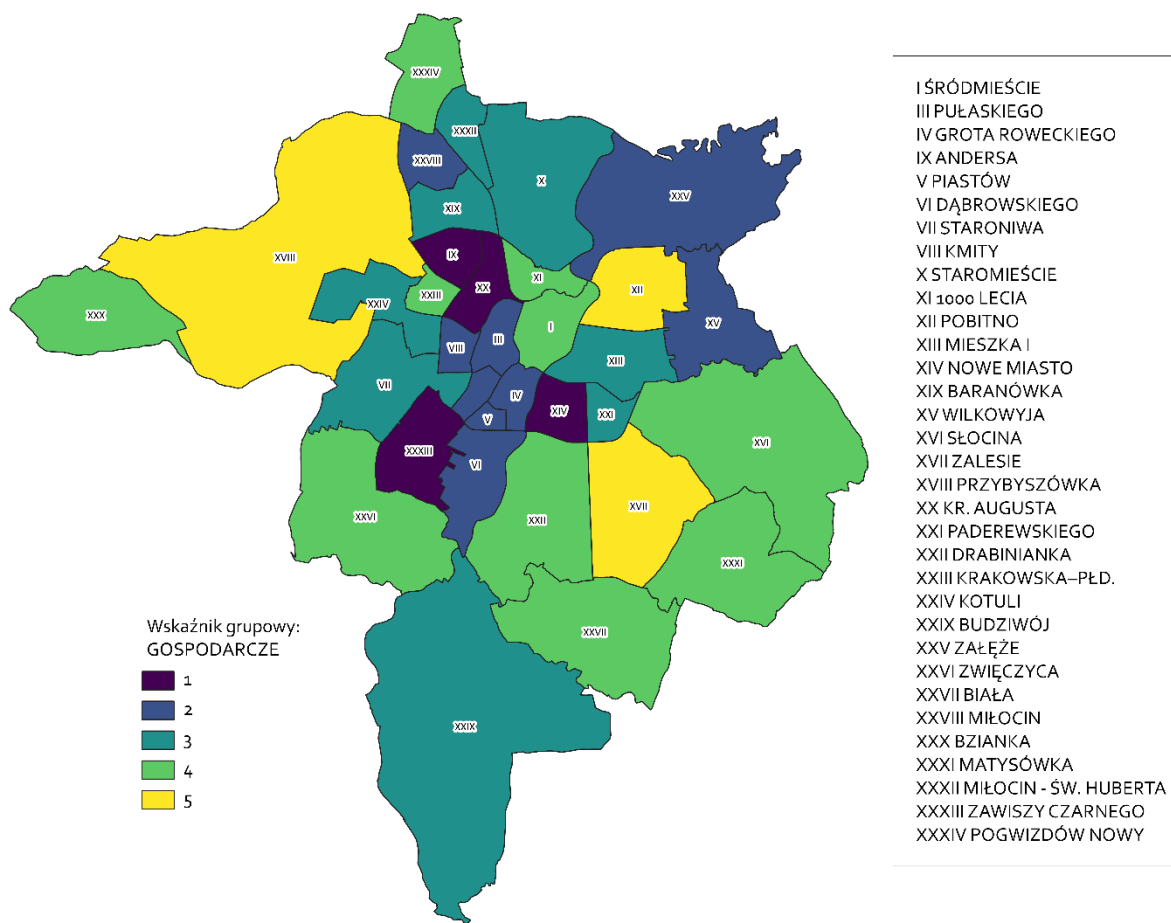 XXXIV
XXXII
XXVIII
X
XXV
XIX
IX
XVIII
XX
XI
XII
XXIII
XXIV
XXX
I
XV
III
VIII
XIII
VII
IV
XIV
XXI
V
XVI
XXXIII
VI
XVII
XXVI
XXII
XXXI
XXVII
XXIX
Wskaźnik grupowy:
GOSPODARCZE
1
2
3
4
5
I ŚRÓDMIEŚCIE
III PUŁASKIEGO
IV GROTA ROWECKIEGO
IX ANDERSA
V PIASTÓW
VI DĄBROWSKIEGO
VII STARONIWA
VIII KMITY
X STAROMIEŚCIE
XI 1000 LECIA
XII POBITNO
XIII MIESZKA I
XIV NOWE MIASTO
XIX BARANÓWKA
XV WILKOWYJA
XVI SŁOCINA
XVII ZALESIE
XVIII PRZYBYSZÓWKA
XX KR. AUGUSTA
XXI PADEREWSKIEGO
XXII DRABINIANKA
XXIII KRAKOWSKA–PŁD.
XXIV KOTULI
XXIX BUDZIWÓJ
XXV ZAŁĘŻE
XXVI ZWIĘCZYCA
XXVII BIAŁA
XXVIII MIŁOCIN
XXX BZIANKA
XXXI MATYSÓWKA
XXXII MIŁOCIN - ŚW. HUBERTA
XXXIII ZAWISZY CZARNEGO
XXXIV POGWIZDÓW NOWY